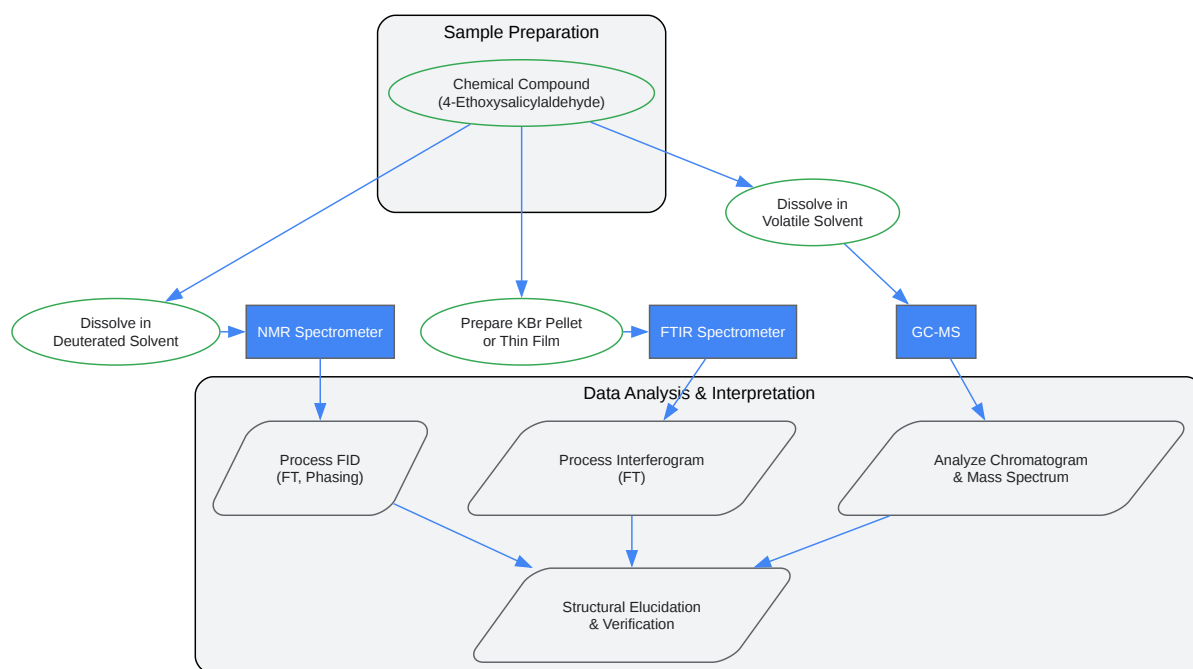 Sample Preparation
Chemical Compound
(4-Ethoxysalicylaldehyde)
Dissolve in
Volatile Solvent
Dissolve in
Deuterated Solvent
NMR Spectrometer
Prepare KBr Pellet
or Thin Film
FTIR Spectrometer
GC-MS
Data Analysis & Interpretation
Process FID
(FT, Phasing)
Process Interferogram
(FT)
Analyze Chromatogram
& Mass Spectrum
Structural Elucidation
& Verification